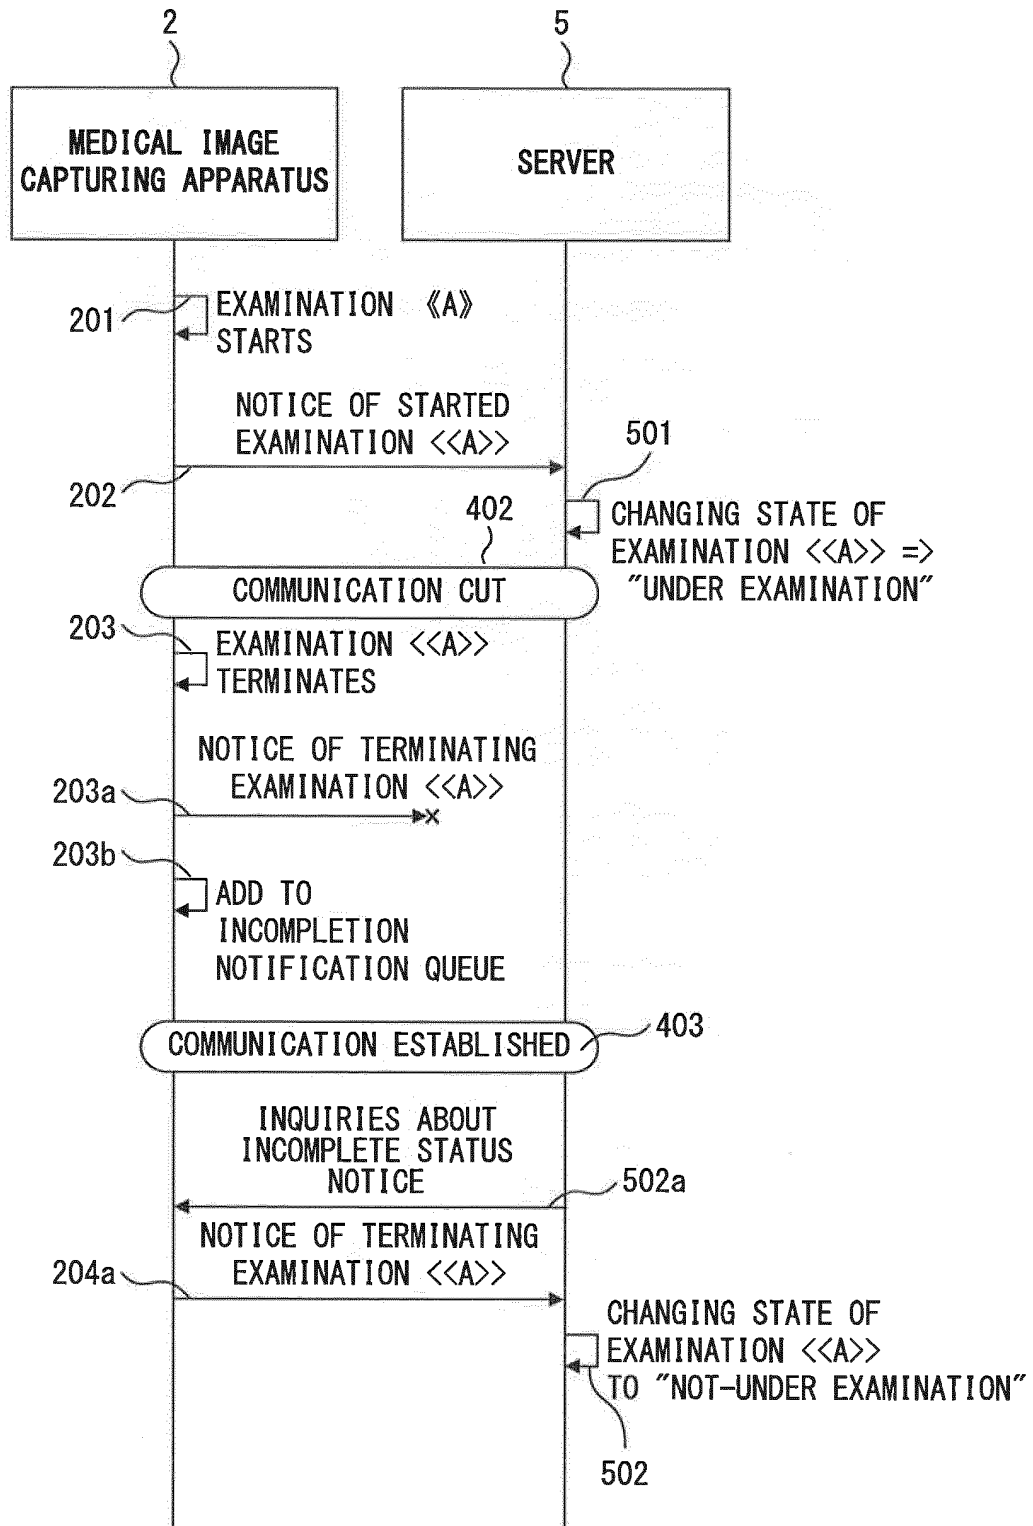 2
5
MEDICAL IMAGE
CAPTURING APPARATUS
SERVER
201
EXAMINATION 《A》
STARTS
NOTICE OF STARTED
EXAMINATION <<A>>
202
501
CHANGING STATE OF
EXAMINATION <<A>> =>
"UNDER EXAMINATION"
402
COMMUNICATION CUT
203
EXAMINATION <<A>>
TERMINATES
NOTICE OF TERMINATING
EXAMINATION <<A>>
203a
203b
ADD TO
INCOMPLETION
NOTIFICATION QUEUE
COMMUNICATION ESTABLISHED
403
INQUIRIES ABOUT
INCOMPLETE STATUS
NOTICE
502a
NOTICE OF TERMINATING
EXAMINATION <<A>>
204a
CHANGING STATE OF
EXAMINATION <<A>>
TO "NOT-UNDER EXAMINATION"
502